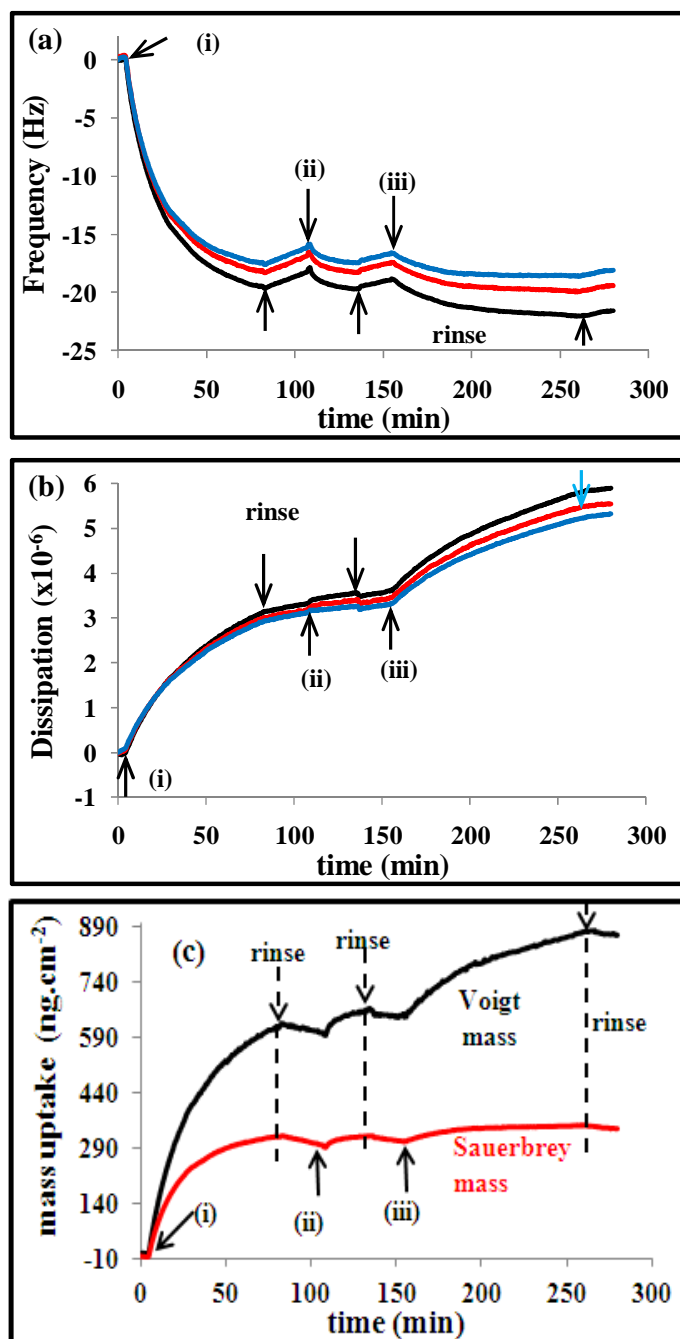 (a)
(i)
(ii)
(iii)
rinse
0
-5
-10
-15
-20
-25
Frequency (Hz)
0 50 100 150 200 250 300
time (min)
(b)
rinse
(ii)
(iii)
(i)
6
5
4
3
2
1
0
-1
Dissipation (x10⁻⁶)
0 50 100 150 200 250 300
time (min)
(c)
rinse
rinse
rinse
Voigt
mass
Sauerbrey
mass
(i)
(ii)
(iii)
890
740
590
440
290
140
-10
mass uptake (ng.cm⁻²)
0 50 100 150 200 250 300
time (min)